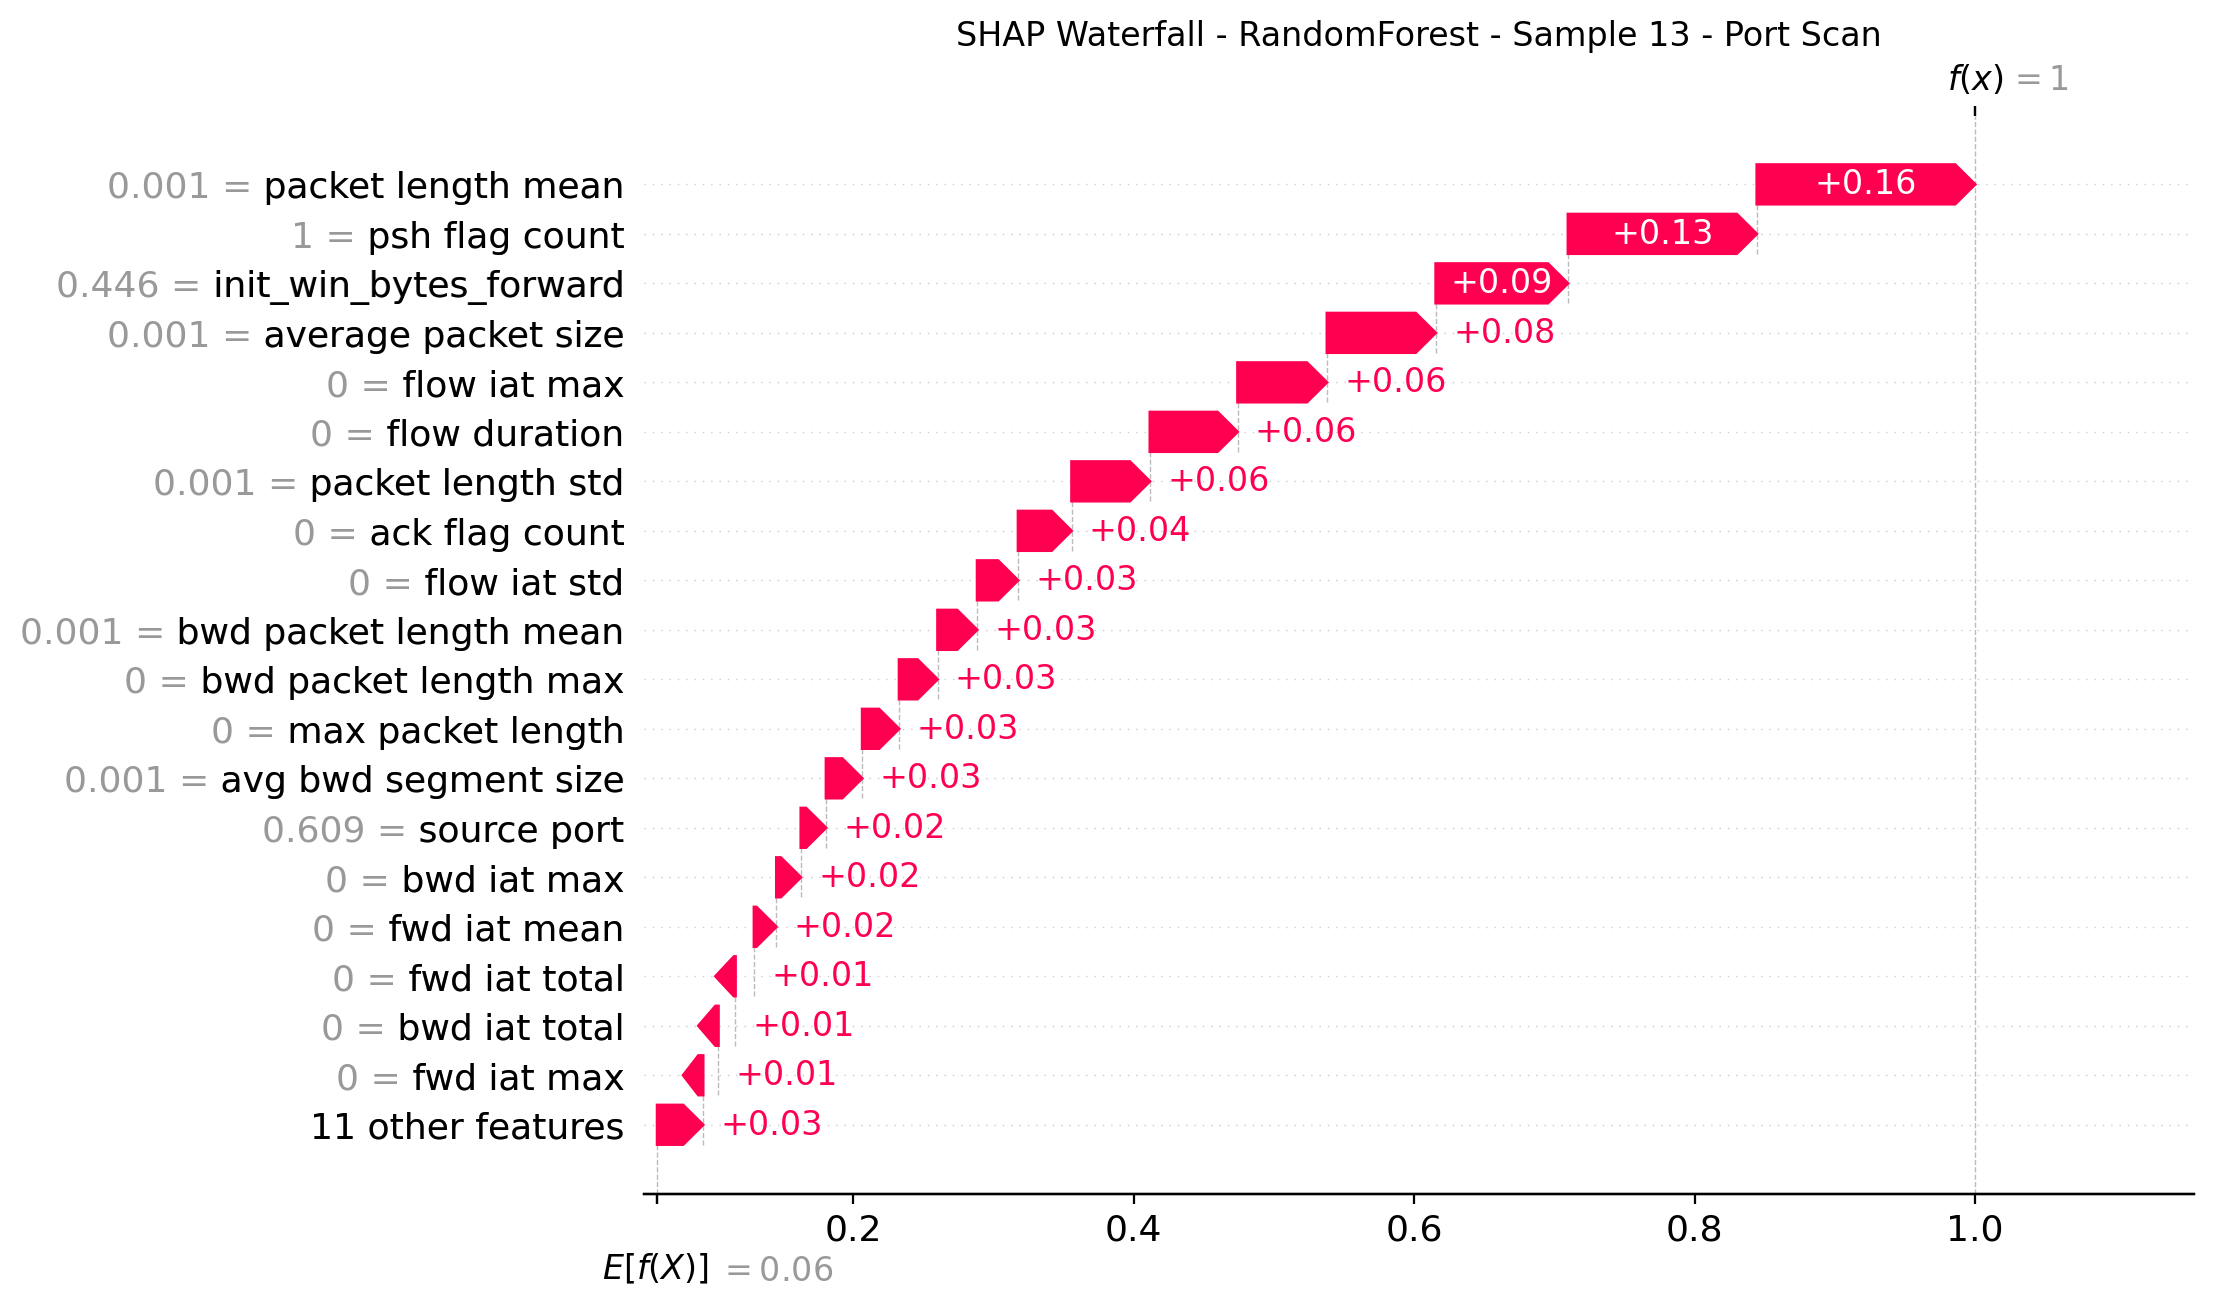 SHAP Waterfall - RandomForest - Sample 13 - Port Scan
f(x) = 1
0.001 = packet length mean +0.16
1 = psh flag count +0.13
0.446 = init_win_bytes_forward +0.09
0.001 = average packet size +0.08
0 = flow iat max +0.06
0 = flow duration +0.06
0.001 = packet length std +0.06
0 = ack flag count +0.04
0 = flow iat std +0.03
0.001 = bwd packet length mean +0.03
0 = bwd packet length max +0.03
0 = max packet length +0.03
0.001 = avg bwd segment size +0.03
0.609 = source port +0.02
0 = bwd iat max +0.02
0 = fwd iat mean +0.02
0 = fwd iat total +0.01
0 = bwd iat total +0.01
0 = fwd iat max +0.01
11 other features +0.03
0.2 0.4 0.6 0.8 1.0
E[f(X)] = 0.06